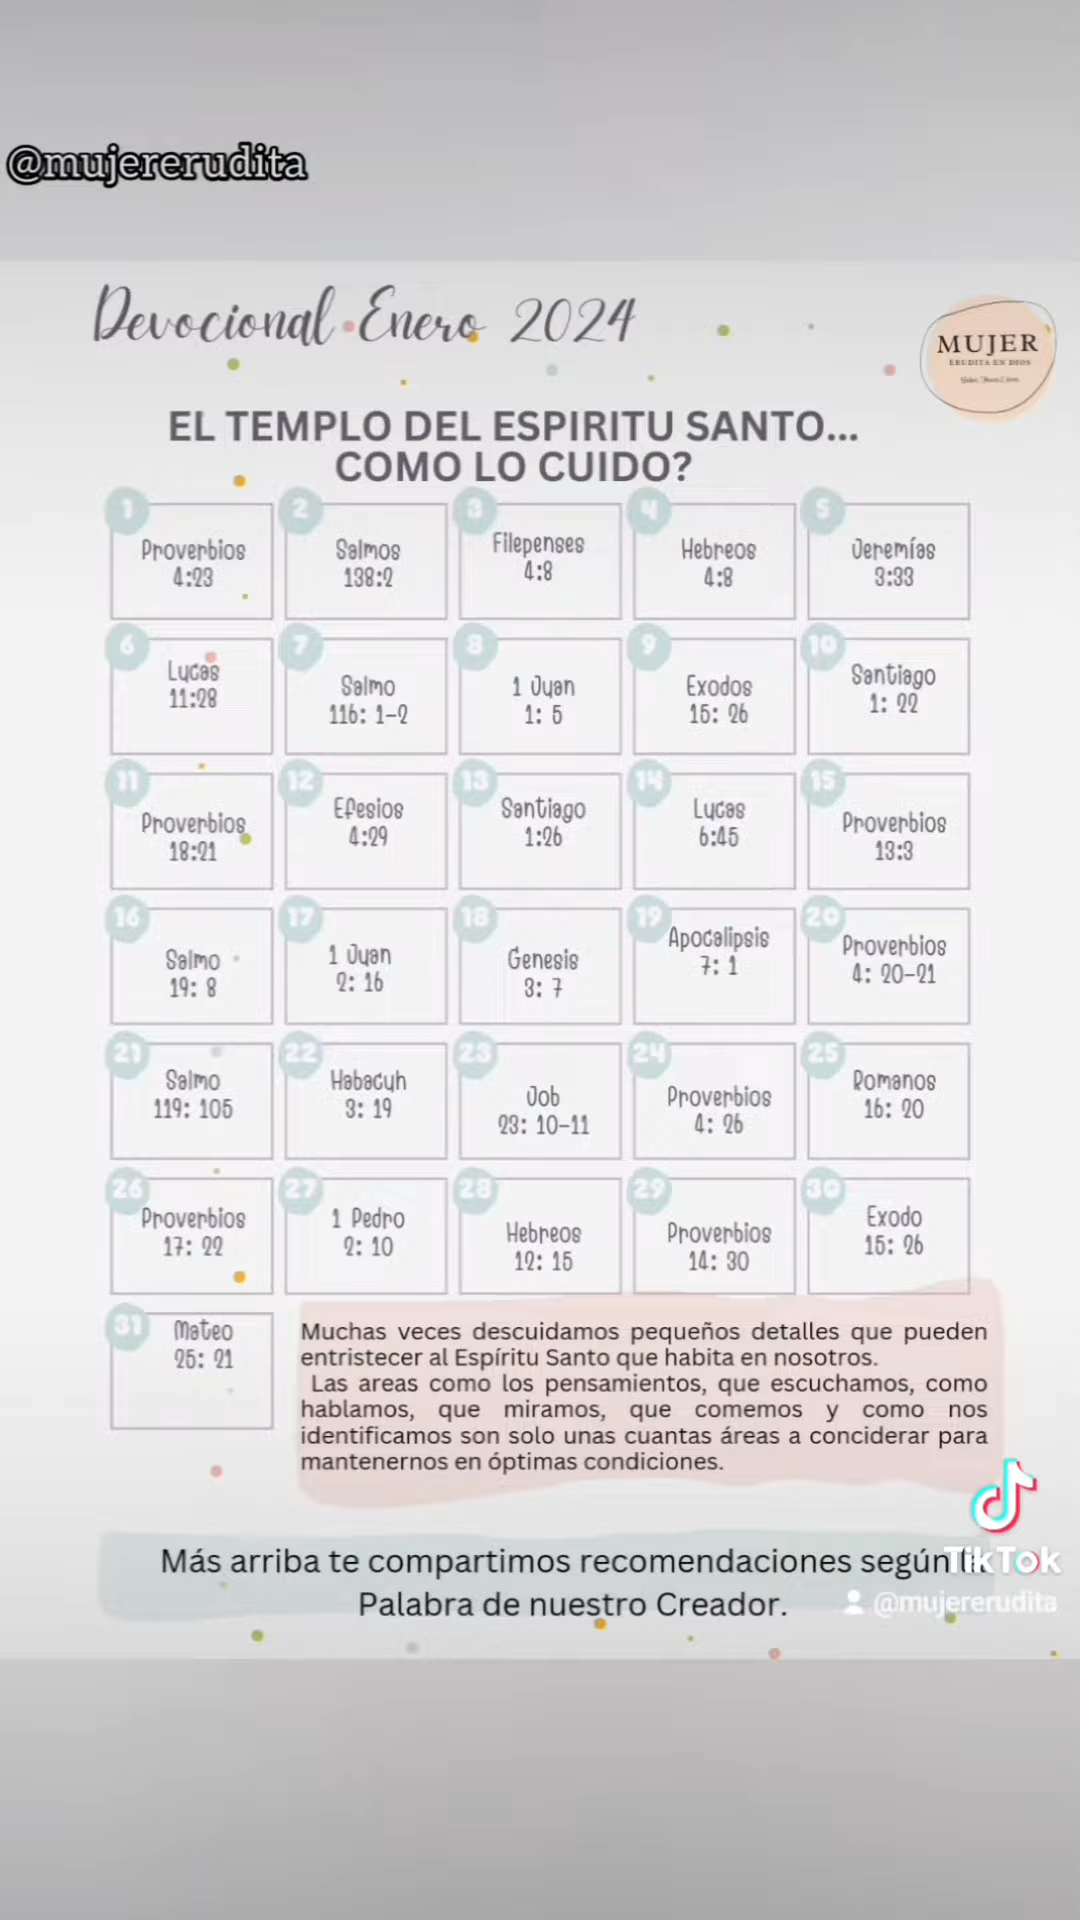 @mujererudita
Devocional Enero 2024
MUJER
ERUDITA EN DIOS
EL TEMPLO DEL ESPIRITU SANTO...
COMO LO CUIDO?
1
Proverbios
4:23
2
Salmos
138:2
3
Filepenses
4:8
4
Hebreos
4:8
5
Jeremías
3:33
6
Lucas
11:28
7
Salmo
116: 1-2
8
1 Juan
1: 5
9
Exodos
15: 26
10
Santiago
1: 22
11
Proverbios
18:21
12
Efesios
4:29
13
Santiago
1:26
14
Lucas
6:45
15
Proverbios
13:3
16
Salmo
19: 8
17
1 Juan
2: 16
18
Genesis
3: 7
19
Apocalipsis
7: 1
20
Proverbios
4: 20-21
21
Salmo
119: 105
22
Habacuh
3: 19
23
Job
23: 10-11
24
Proverbios
4: 26
25
Romanos
16: 20
26
Proverbios
17: 22
27
1 Pedro
2: 10
28
Hebreos
12: 15
29
Proverbios
14: 30
30
Exodo
15: 26
31
Mateo
25: 21
Muchas veces descuidamos pequeños detalles que pueden
entristecer al Espíritu Santo que habita en nosotros.
Las areas como los pensamientos, que escuchamos, como
hablamos, que miramos, que comemos y como nos
identificamos son solo unas cuantas áreas a conciderar para
mantenernos en óptimas condiciones.
Más arriba te compartimos recomendaciones según la
Palabra de nuestro Creador.
TikTok
@mujererudita